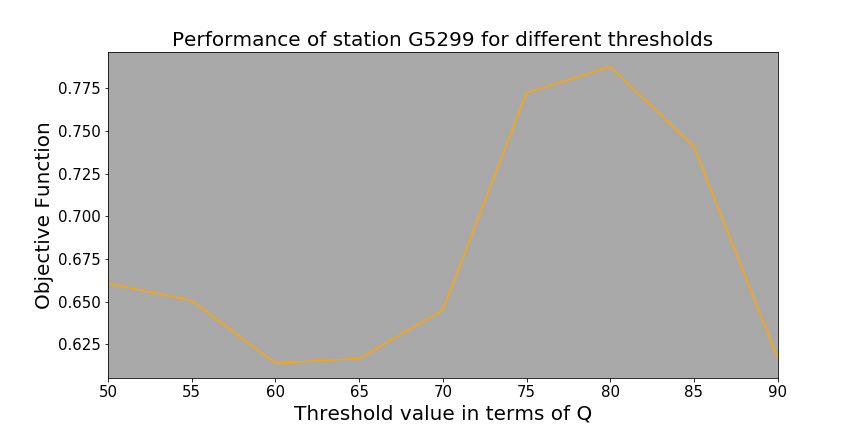 Performance of station G5299 for different thresholds
Objective Function
0.775
0.750
0.725
0.700
0.675
0.650
0.625
50 55 60 65 70 75 80 85 90
Threshold value in terms of Q